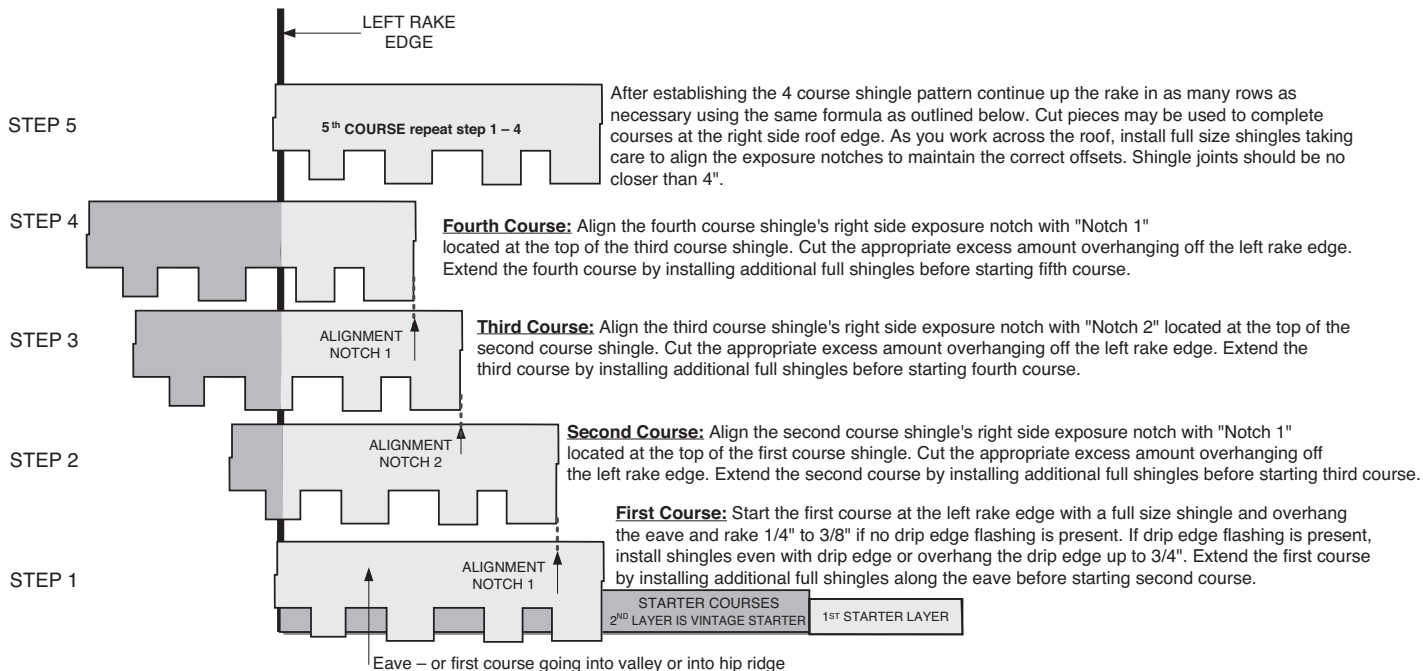 LEFT RAKE
EDGE
STEP 5
5th COURSE repeat step 1 – 4
After establishing the 4 course shingle pattern continue up the rake in as many rows as
necessary using the same formula as outlined below. Cut pieces may be used to complete
courses at the right side roof edge. As you work across the roof, install full size shingles taking
care to align the exposure notches to maintain the correct offsets. Shingle joints should be no
closer than 4".
STEP 4
Fourth Course: Align the fourth course shingle's right side exposure notch with "Notch 1"
located at the top of the third course shingle. Cut the appropriate excess amount overhanging off the left rake edge.
Extend the fourth course by installing additional full shingles before starting fifth course.
STEP 3
ALIGNMENT
NOTCH 1
Third Course: Align the third course shingle's right side exposure notch with "Notch 2" located at the top of the
second course shingle. Cut the appropriate excess amount overhanging off the left rake edge. Extend the
third course by installing additional full shingles before starting fourth course.
STEP 2
ALIGNMENT
NOTCH 2
Second Course: Align the second course shingle's right side exposure notch with "Notch 1"
located at the top of the first course shingle. Cut the appropriate excess amount overhanging off
the left rake edge. Extend the second course by installing additional full shingles before starting third course.
STEP 1
ALIGNMENT
NOTCH 1
First Course: Start the first course at the left rake edge with a full size shingle and overhang
the eave and rake 1/4" to 3/8" if no drip edge flashing is present. If drip edge flashing is present,
install shingles even with drip edge or overhang the drip edge up to 3/4". Extend the first course
by installing additional full shingles along the eave before starting second course.
STARTER COURSES
2ND LAYER IS VINTAGE STARTER
1ST STARTER LAYER
Eave – or first course going into valley or into hip ridge